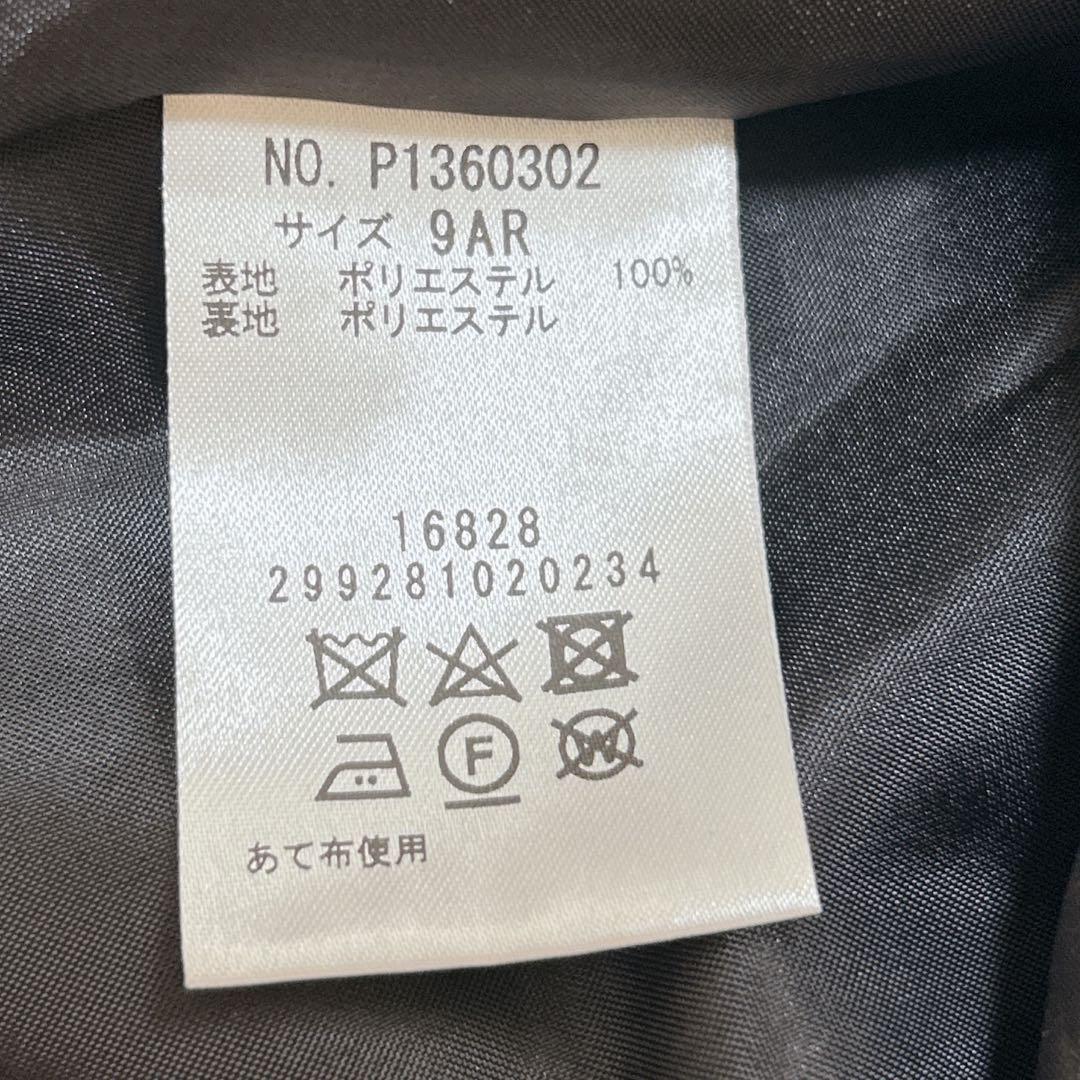 NO. P1360302
サイズ 9AR
表地 ポリエステル 100%
裏地 ポリエステル
16828
299281020234
F
W
あて布使用